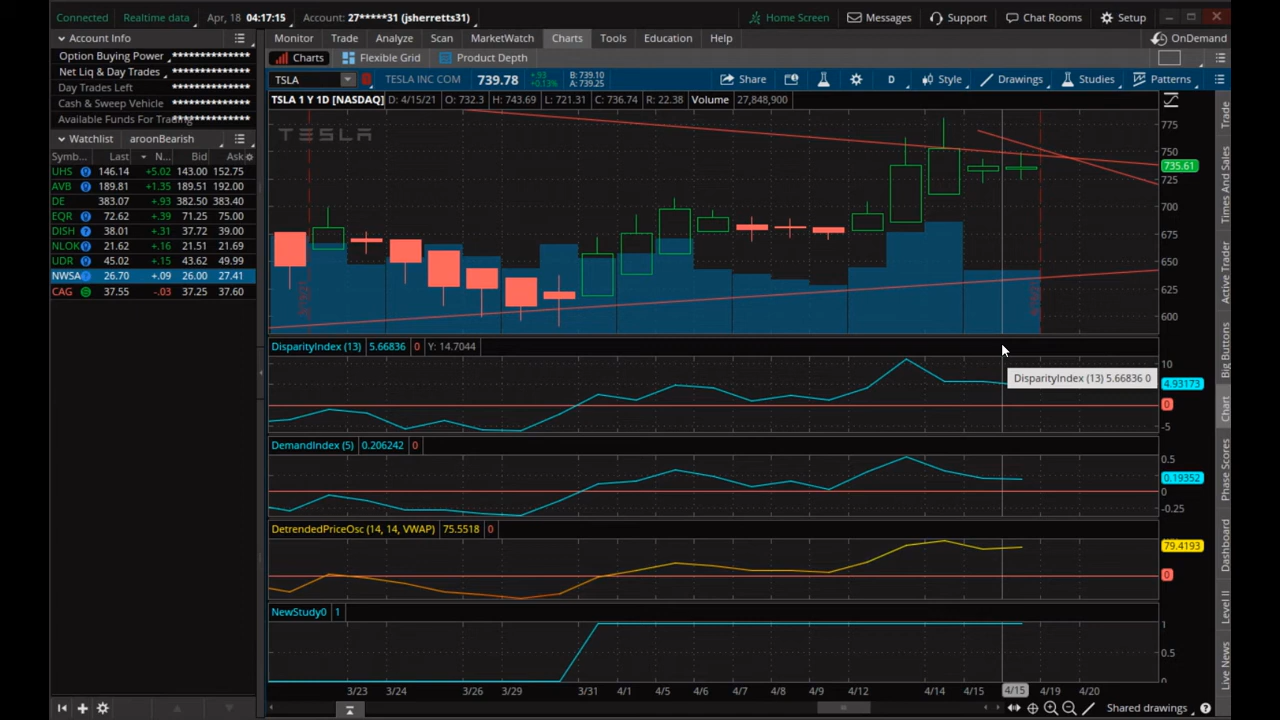 Connected Realtime data Apr, 18 04:17:15 Account: 27*****31 (jsherretts31) Home Screen Messages Support Chat Rooms Setup
Account Info
Option Buying Power **************
Net Liq & Day Trades **************
Day Trades Left **************
Cash & Sweep Vehicle **************
Available Funds For Trading **************
Watchlist aroonBearish
Symb... Last N... Bid Ask
UHS 146.14 +5.02 143.00 152.75
AVB 189.81 +1.35 189.51 192.00
DE 383.07 +.93 382.50 383.40
EQR 72.62 +.39 71.25 75.00
DISH 38.01 +.31 37.72 39.00
NLOK 21.62 +.16 21.51 21.69
UDR 45.02 +.15 43.62 49.99
NWSA 26.70 +.09 26.00 27.41
CAG 37.55 -.03 37.25 37.60
Monitor Trade Analyze Scan MarketWatch Charts Tools Education Help OnDemand
Charts Flexible Grid Product Depth
TSLA TESLA INC COM 739.78 +.93 +0.13% B: 739.10 A: 739.25 Share D Style Drawings Studies Patterns
TSLA 1 Y 1D [NASDAQ] D: 4/15/21 O: 732.3 H: 743.69 L: 721.31 C: 736.74 R: 22.38 Volume 27,848,900
TESLA
775
750
735.61
725
700
675
650
625
600
DisparityIndex (13) 5.66836 0 Y: 14.7044
10
DisparityIndex (13) 5.66836 0
4.93173
0
-5
DemandIndex (5) 0.206242 0
0.5
0.19352
0
-0.25
DetrendedPriceOsc (14, 14, VWAP) 75.5518 0
79.4193
0
NewStudy0 1
1
0.5
0
3/23 3/24 3/26 3/29 3/31 4/1 4/5 4/6 4/7 4/8 4/9 4/12 4/14 4/15 4/15 4/19 4/20
Shared drawings
Trade
Times And Sales
Active Trader
Big Buttons
Chart
Phase Scores
Dashboard
Level II
Live News